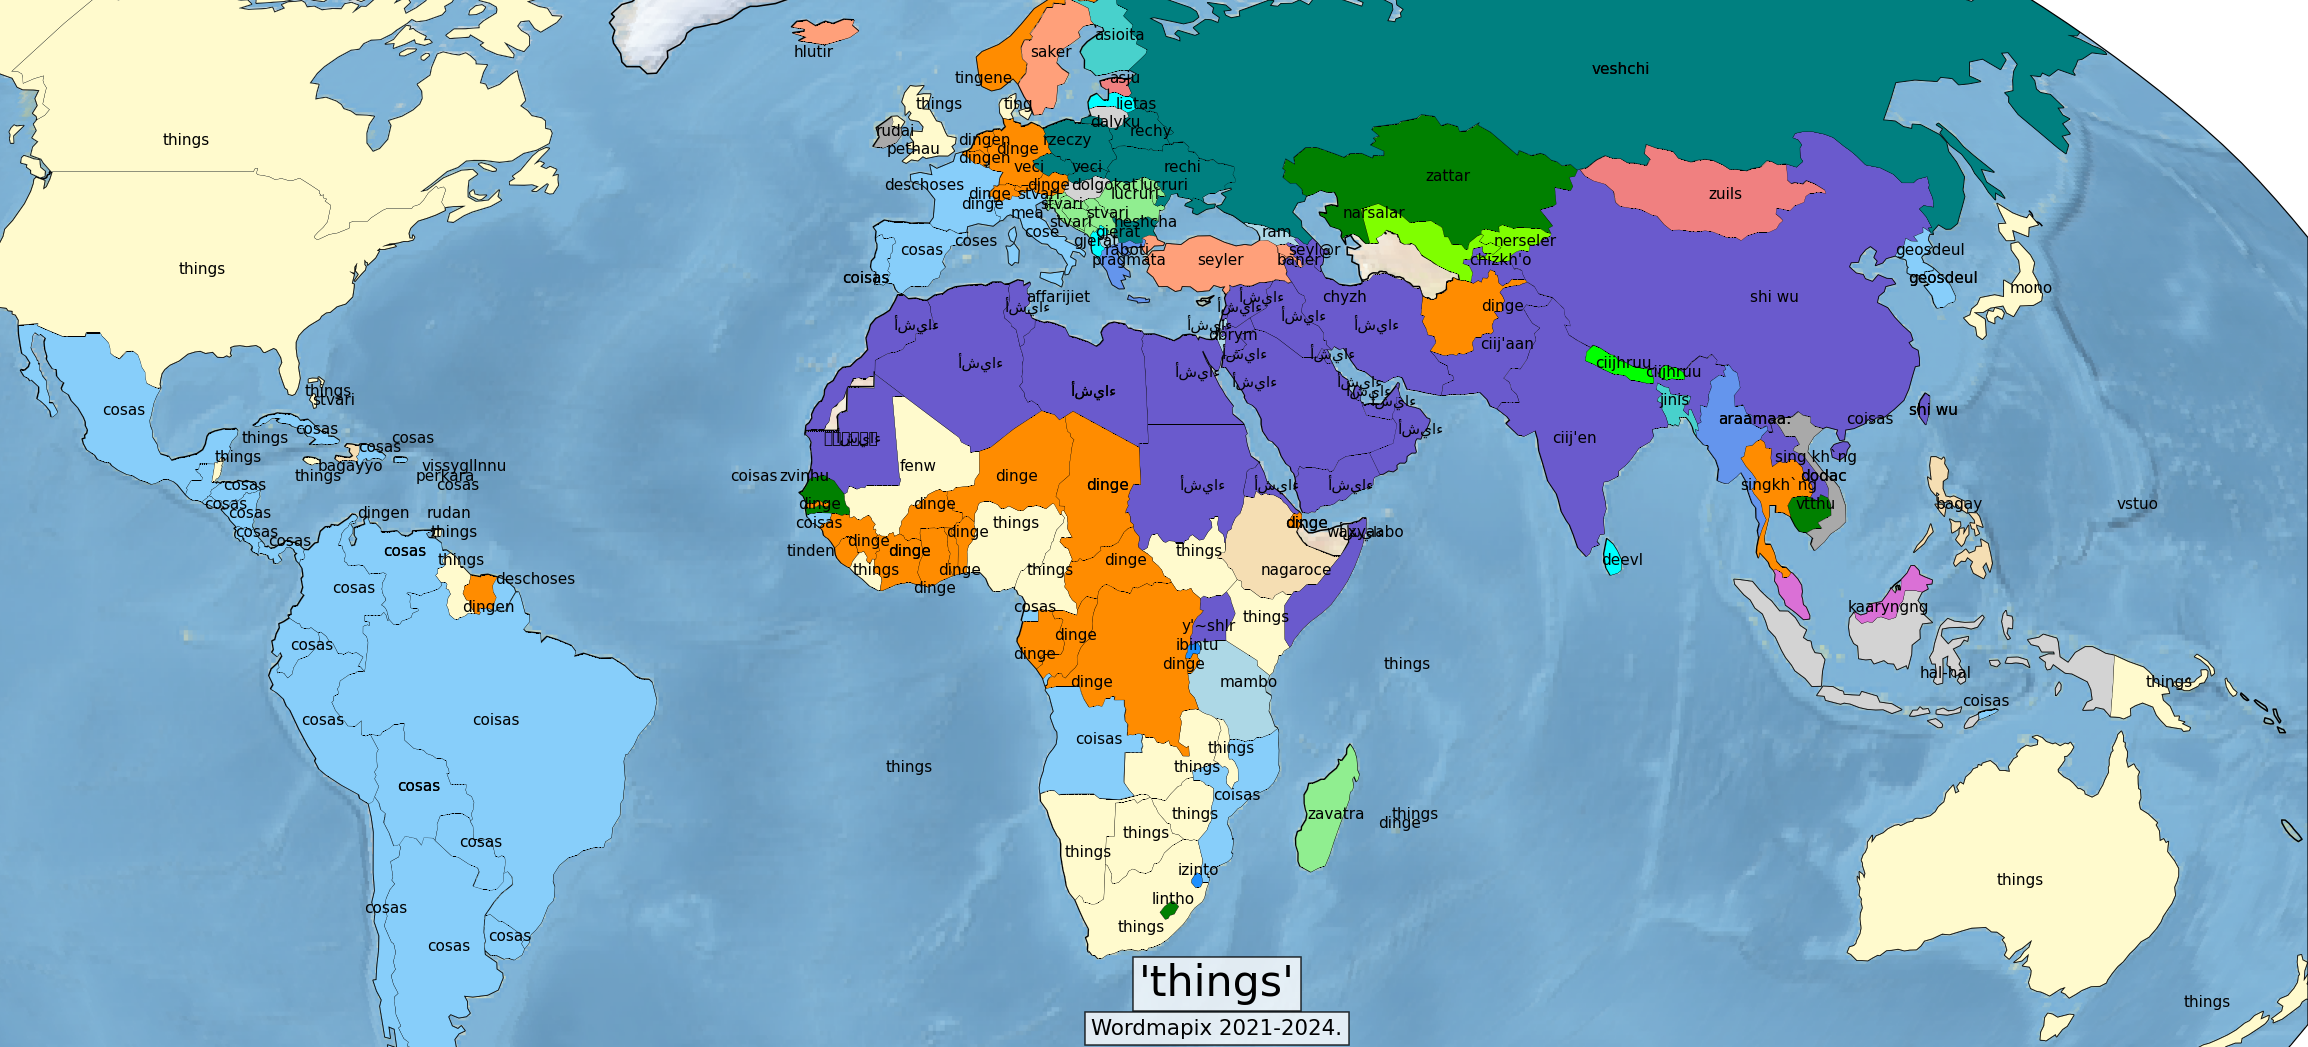 asioita
hlutir
saker
veshchi
tingene
asju
things
ting
lietas
dalyku
rudai
rechy
things
pethau
dingen
dinge
rzeczy
dingen
veci
veci
rechi
zattar
deschoses
dinge
dolgokat
lucruri
dinge
stvari
lucruri
zuils
dinge
stvari
mea
stvari
narsalar
stvari
neshcha
cose
gjerat
ram
cosas
coses
gjerat
nerseler
raboti
geosdeul
pragmata
seyler
baner
chizkh'o
things
coisas
geosdeul
mono
affarijiet
أشياء
أشياء
chyzh
shi wu
أشياء
dinge
أشياء
أشياء
أشياء
أشياء
dbrym
ciij'aan
أشياء
أشياء
أشياء
ciijhruu
ciijhruu
أشياء
أشياء
أشياء
أشياء
things
stvari
أشياء
أشياء
jinis
cosas
shi wu
araamaa:
coisas
cosas
أشياء
things
cosas
cosas
ciij'en
things
bagayyo
vissygllnnu
fenw
sing kh`ng
things
perkara
coisas
zvinhu
dinge
dodac
cosas
cosas
dinge
أشياء
أشياء
أشياء
singkh`ng
cosas
dinge
dinge
vtthu
bagay
vstuo
cosas
dingen
rudan
coisas
things
dinge
cosas
cosas
things
dinge
dinge
tinden
dinge
things
cosas
things
dinge
deevl
things
dinge
things
nagaroce
deschoses
cosas
dinge
dingen
cosas
things
kaaryngng
y'~shlr
dinge
cosas
ibintu
dinge
dinge
things
hal-hal
dinge
mambo
things
coisas
cosas
coisas
coisas
things
things
things
cosas
coisas
things
zavatra
things
dinge
things
cosas
things
izinto
things
lintho
cosas
things
cosas
cosas
'things'
things
Wordmapix 2021-2024.